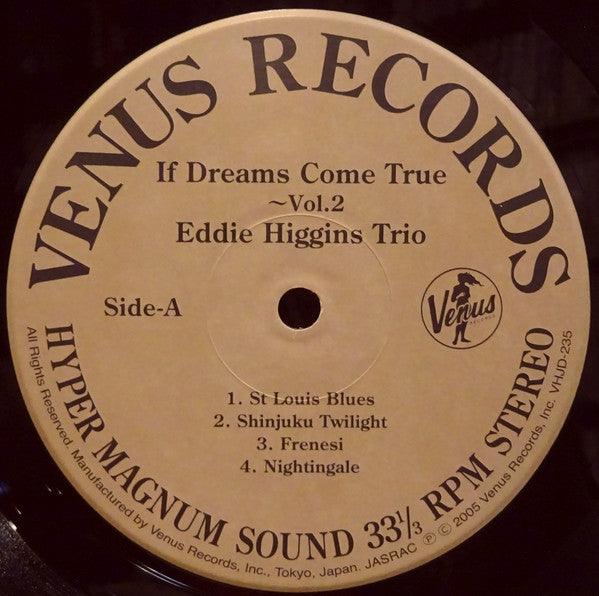 VENUS RECORDS
If Dreams Come True
~Vol.2
Eddie Higgins Trio
Side-A
Venus
RECORDS
1. St Louis Blues
2. Shinjuku Twilight
3. Frenesi
4. Nightingale
HYPER MAGNUM SOUND 33⅓ RPM STEREO
All Rights Reserved. Manufactured by Venus Records, Inc., Tokyo, Japan. JASRAC Ⓟ © 2005 Venus Records, Inc. VHJD-235